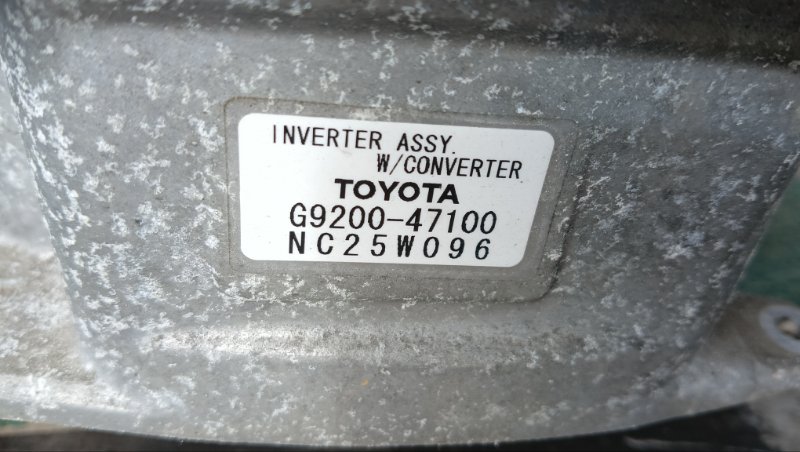 INVERTER ASSY.
W/CONVERTER
TOYOTA
G9200-47100
NC25W096